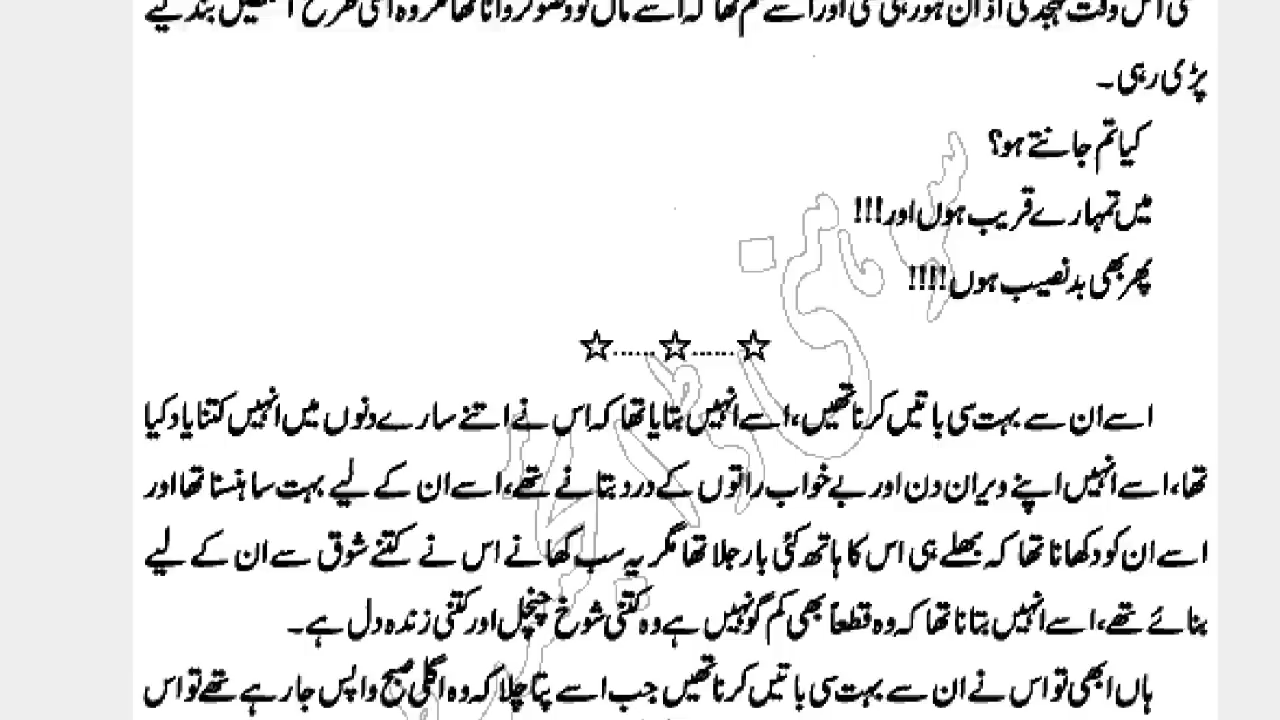 پڑی رہی۔
کیا تم جانتے ہو؟
میں تمہارے قریب ہوں اور!!!
پھر بھی بدنصیب ہوں!!!!
☆......☆......☆
اسے ان سے بہت سی باتیں کرنا تھیں، اسے انہیں بتایا تھا کہ اس نے اتنے سارے دنوں میں انہیں کتنا یاد کیا
تھا، اسے انہیں اپنے ویران دن اور بے خواب راتوں کے درد بتانے تھے، اسے ان کے لیے بہت سا ہنسنا تھا اور
اسے ان کو دکھانا تھا کہ بھلے ہی اس کا ہاتھ کئی بار جلا تھا مگر یہ سب کھانے اس نے کتنے شوق سے ان کے لیے
بنائے تھے، اسے انہیں بتانا تھا کہ وہ قطعاً بھی کم گو نہیں ہے وہ کتنی شوخ چنچل اور کتنی زندہ دل ہے۔
ہاں ابھی تو اس نے ان سے بہت سی باتیں کرنا تھیں جب اسے پتا چلا کہ وہ اگلی صبح واپس جا رہے تھے تو اس